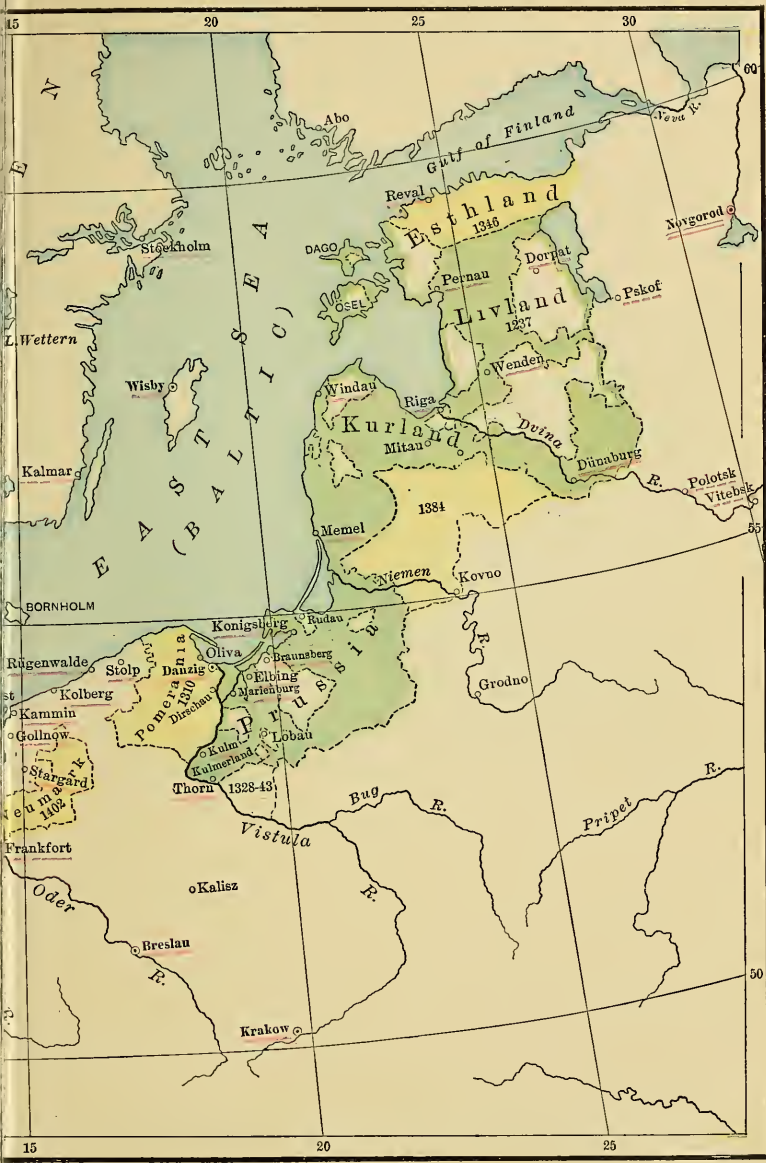 15 20 25 30
60
N
E
Abo
Gulf of Finland
Neva R.
Reval
Esthland
1346
Novgorod
Stockholm
DAGO
Dorpat
Pernau
Pskof
ÖSEL
Livland
1237
L. Wettern
Wisby
Wenden
Windau
Riga
Kurland
Mitau
Dvina
R.
Dünaburg
Kalmar
Polotsk
Vitebsk
1384
EAST SEA
(BALTIC)
55
Memel
Niemen
R.
Kovno
BORNHOLM
Konigsberg
Rudau
Oliva
Rügenwalde
Stolp
Danzig
Braunsberg
Elbing
Marienburg
Prussia
Grodno
Pomerania
1310
Dirschau
st
Kolberg
Kammin
Gollnow
Kulm
Löbau
Kulmerland
Stargard
Neumark
1402
Thorn
1328-43
Bug
R.
Pripet
R.
Vistula
R.
Frankfort
Oder
R.
Kalisz
Breslau
50
Krakow
15 20 25